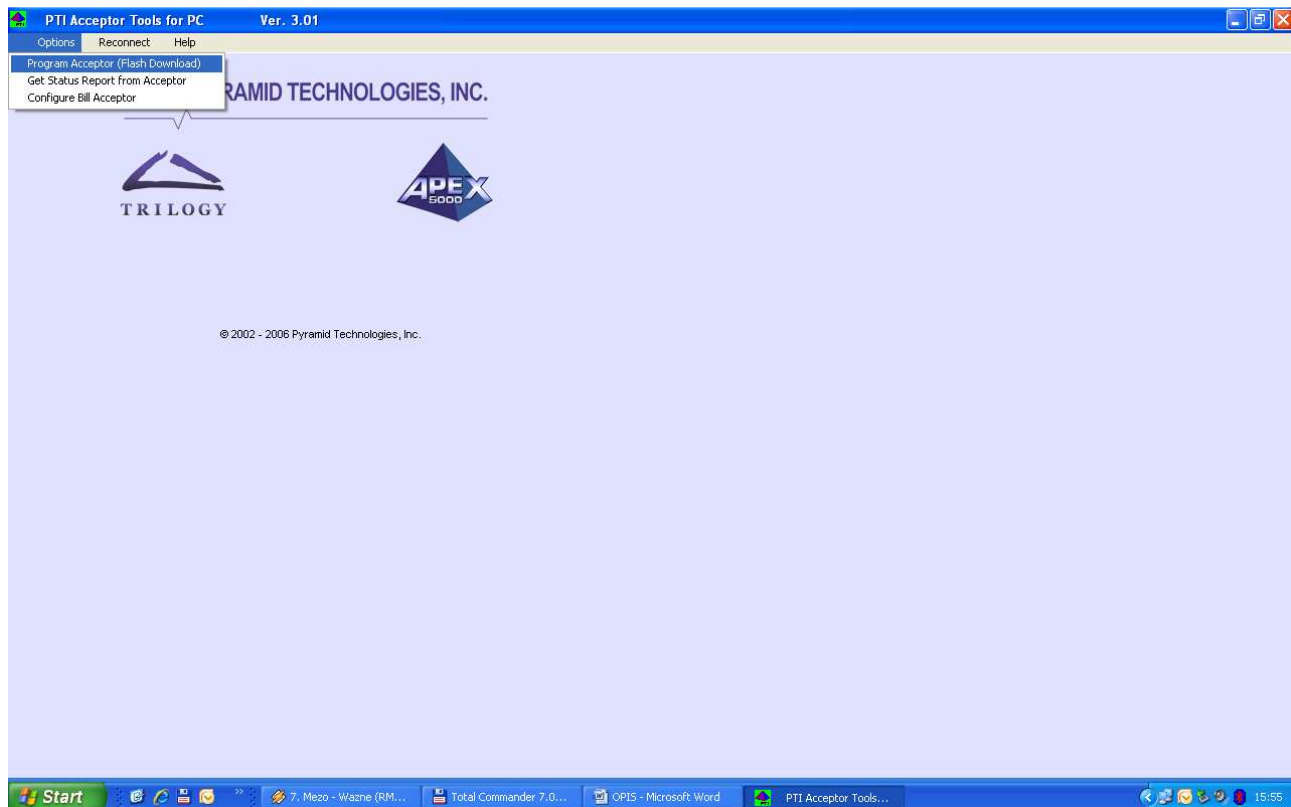 PTI Acceptor Tools for PC Ver. 3.01
Options Reconnect Help
Program Acceptor (Flash Download)
Get Status Report from Acceptor
Configure Bill Acceptor
RAMID TECHNOLOGIES, INC.
TRILOGY
APEX
5000
© 2002 - 2006 Pyramid Technologies, Inc.
Start 7. Mezo - Wazne (RM... Total Commander 7.0... OPIS - Microsoft Word PTI Acceptor Tools... 15:55